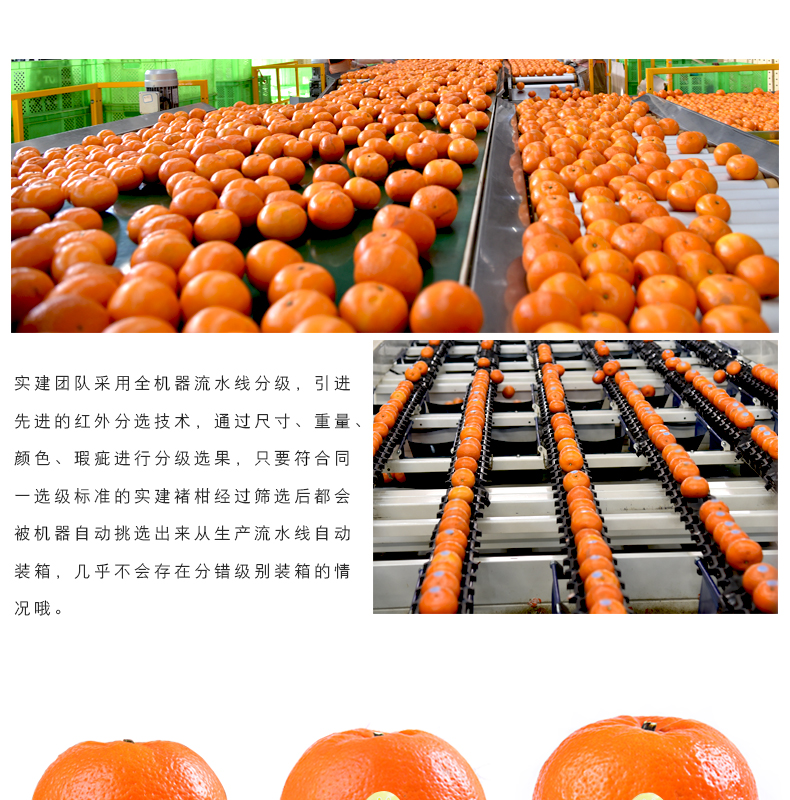 实建团队采用全机器流水线分级，引进
先进的红外分选技术，通过尺寸、重量、
颜色、瑕疵进行分级选果，只要符合同
一选级标准的实建褚柑经过筛选后都会
被机器自动挑选出来从生产流水线自动
装箱，几乎不会存在分错级别装箱的情
况哦。